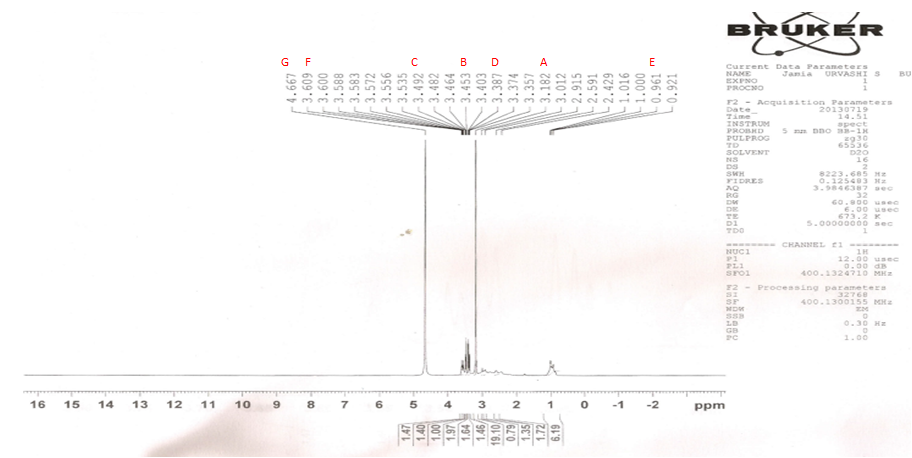 BRUKER
G F C B D A E
4.667
3.609
3.600
3.588
3.583
3.572
3.556
3.535
3.492
3.482
3.464
3.453
3.403
3.387
3.374
3.357
3.182
3.012
2.915
2.591
2.429
1.016
1.000
0.961
0.921
Current Data Parameters
NAME Jamia URVASHI S BU
EXPNO 1
PROCNO 1
F2 - Acquisition Parameters
Date_ 20130719
Time 14.51
INSTRUM spect
PROBHD 5 mm BBO BB-1H
PULPROG zg30
TD 65536
SOLVENT D2O
NS 16
DS 2
SWH 8223.685 Hz
FIDRES 0.125483 Hz
AQ 3.9846387 sec
RG 32
DW 60.800 usec
DE 6.00 usec
TE 673.2 K
D1 5.00000000 sec
TD0 1
======== CHANNEL f1 ========
NUC1 1H
P1 12.00 usec
PL1 0.00 dB
SFO1 400.1324710 MHz
F2 - Processing parameters
SI 32768
SF 400.1300155 MHz
WDW EM
SSB 0
LB 0.30 Hz
GB 0
PC 1.00
16 15 14 13 12 11 10 9 8 7 6 5 4 3 2 1 0 -1 -2 ppm
1.47
1.40
1.00
1.97
1.64
1.46
19.10
0.79
1.35
1.72
6.19